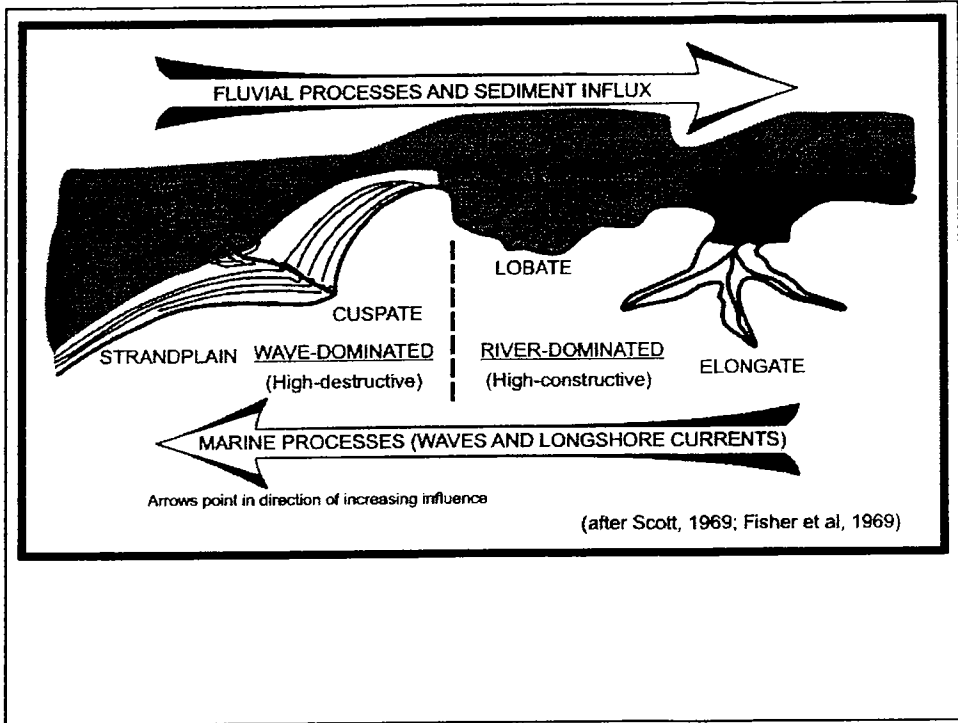 FLUVIAL PROCESSES AND SEDIMENT INFLUX
LOBATE
CUSPATE
STRANDPLAIN
WAVE-DOMINATED
(High-destructive)
RIVER-DOMINATED
(High-constructive)
ELONGATE
MARINE PROCESSES (WAVES AND LONGSHORE CURRENTS)
Arrows point in direction of increasing influence
(after Scott, 1969; Fisher et al, 1969)